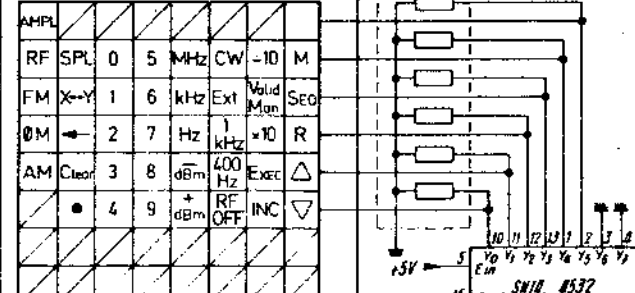 AMPL
RF SPL 0 5 MHz CW ÷10 M
FM X↔Y 1 6 kHz Ext Valid Man SEQ
ØM ← 2 7 Hz 1 kHz ×10 R
AM Clear 3 8 -dBm 400 Hz EXEC △
● 4 9 +dBm RF OFF INC ▽
10 11 12 13 1 2 3 4
Y0 Y1 Y2 Y3 Y4 Y5 Y6 Y7
+5V 5 Ein